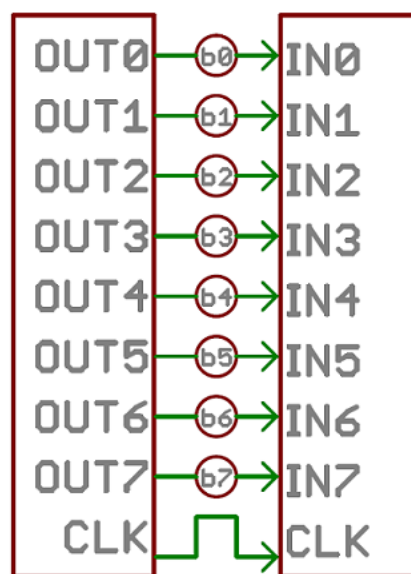 OUT0 b0 IN0
OUT1 b1 IN1
OUT2 b2 IN2
OUT3 b3 IN3
OUT4 b4 IN4
OUT5 b5 IN5
OUT6 b6 IN6
OUT7 b7 IN7
CLK CLK